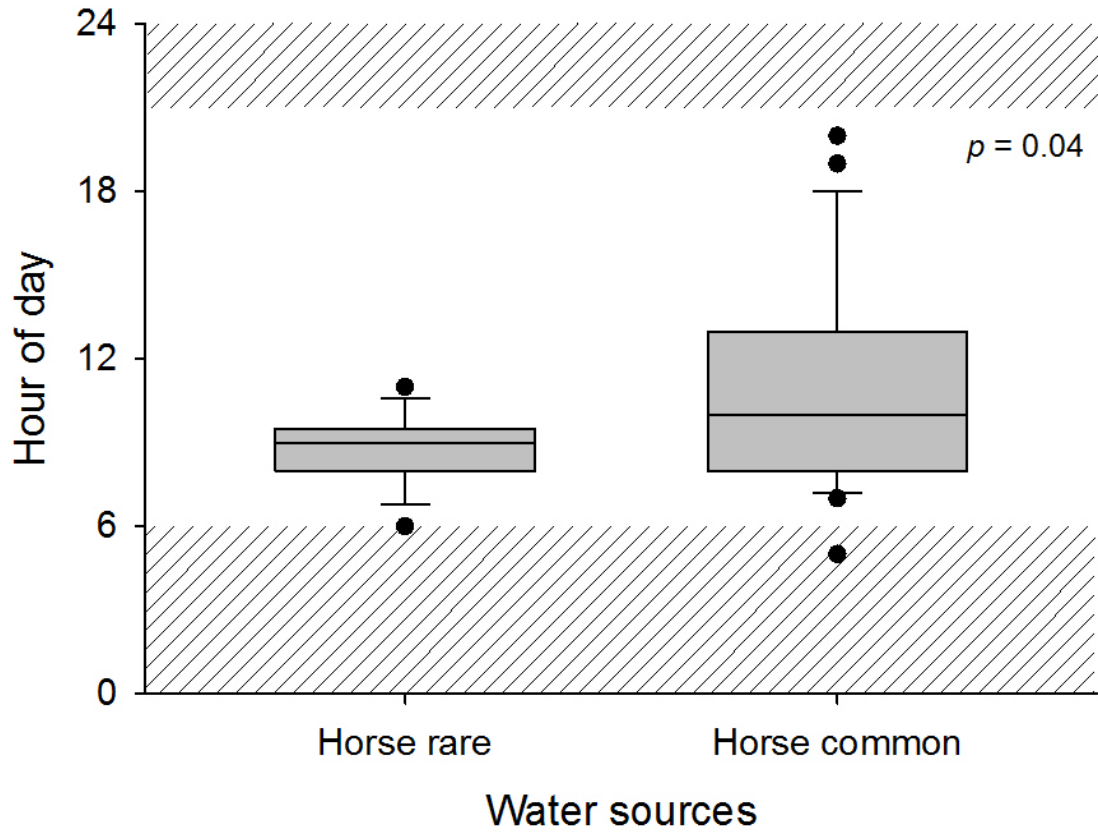 24
p = 0.04
18
Hour of day
12
6
0
Horse rare
Horse common
Water sources